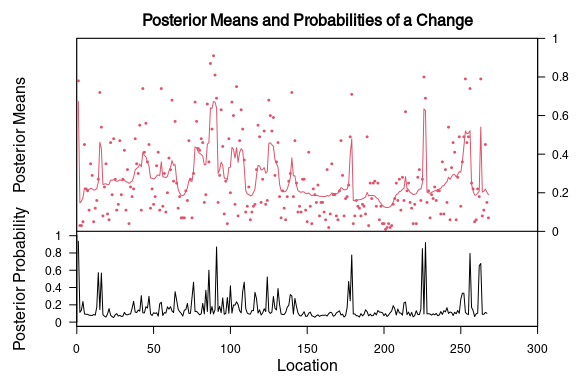 Posterior Means and Probabilities of a Change
Posterior Means
1
0.8
0.6
0.4
0.2
0
Posterior Probability
1
0.8
0.6
0.4
0.2
0
0 50 100 150 200 250 300
Location